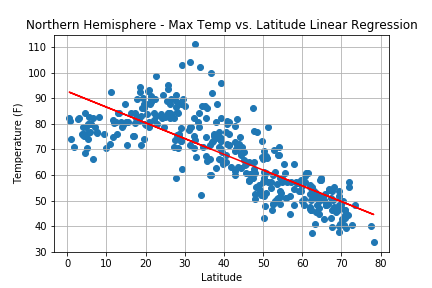 Northern Hemisphere - Max Temp vs. Latitude Linear Regression
110
100
90
80
70
60
50
40
30
Temperature (F)
0 10 20 30 40 50 60 70 80
Latitude